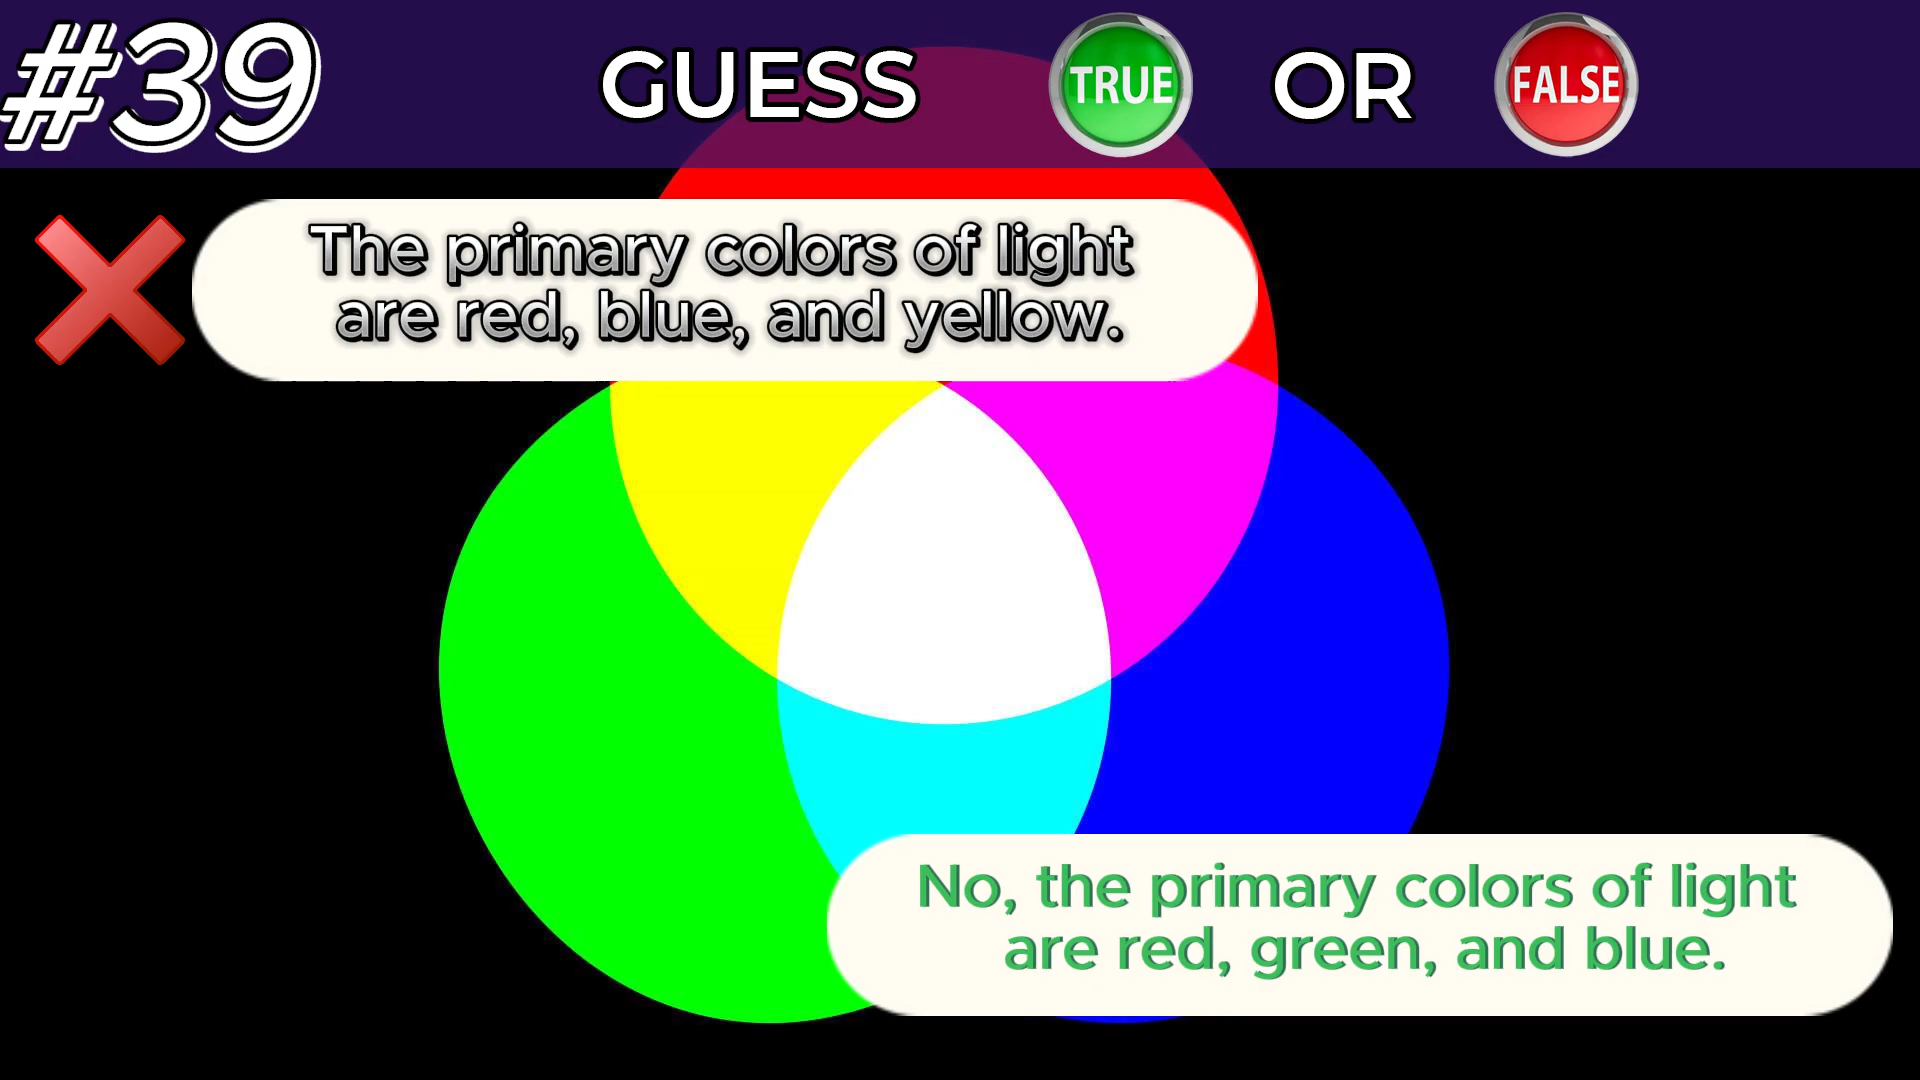 #39
GUESS TRUE OR FALSE
The primary colors of light
are red, blue, and yellow.
No, the primary colors of light
are red, green, and blue.